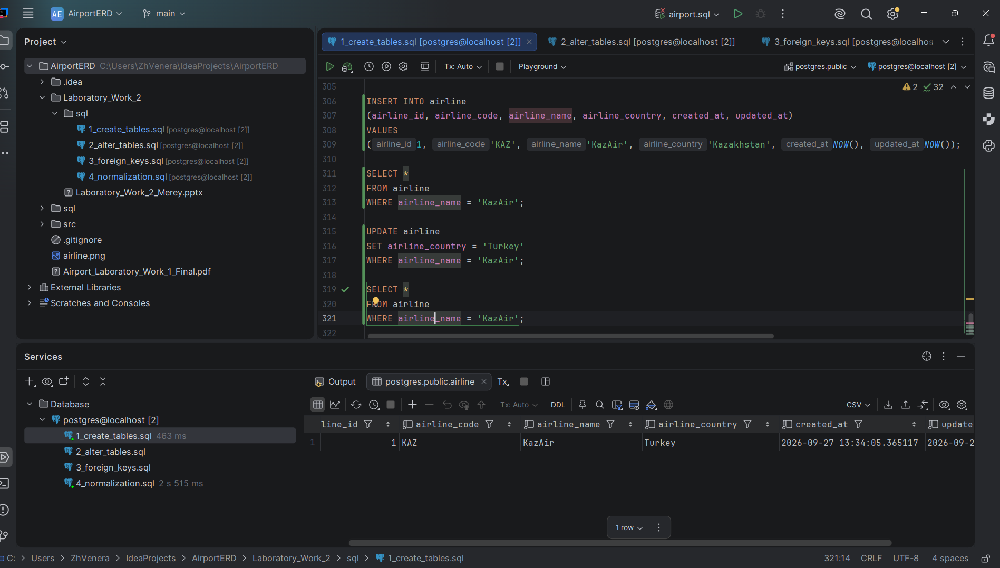 AE AirportERD main airport.sql
Project
AirportERD C:\Users\ZhVenera\IdeaProjects\AirportERD
.idea
Laboratory_Work_2
sql
1_create_tables.sql [postgres@localhost [2]]
2_alter_tables.sql [postgres@localhost [2]]
3_foreign_keys.sql [postgres@localhost [2]]
4_normalization.sql [postgres@localhost [2]]
Laboratory_Work_2_Merey.pptx
sql
src
.gitignore
airline.png
Airport_Laboratory_Work_1_Final.pdf
External Libraries
Scratches and Consoles
1_create_tables.sql [postgres@localhost [2]] 2_alter_tables.sql [postgres@localhost [2]] 3_foreign_keys.sql [postgres@localhos
Tx: Auto Playground postgres.public postgres@localhost [2]
2 32
305
306 INSERT INTO airline
307 (airline_id, airline_code, airline_name, airline_country, created_at, updated_at)
308 VALUES
309 ( airline_id 1, airline_code 'KAZ', airline_name 'KazAir', airline_country 'Kazakhstan', created_at NOW(), updated_at NOW());
310
311 SELECT *
312 FROM airline
313 WHERE airline_name = 'KazAir';
314
315 UPDATE airline
316 SET airline_country = 'Turkey'
317 WHERE airline_name = 'KazAir';
318
319 SELECT *
320 FROM airline
321 WHERE airline_name = 'KazAir';
322
Services
Database
postgres@localhost [2]
1_create_tables.sql 463 ms
2_alter_tables.sql
3_foreign_keys.sql
4_normalization.sql 2 s 515 ms
Output postgres.public.airline Tx
Tx: Auto DDL CSV
line_id airline_code airline_name airline_country created_at update
1 1 KAZ KazAir Turkey 2026-09-27 13:34:05.365117 2026-09-2
1 row
C: > Users > ZhVenera > IdeaProjects > AirportERD > Laboratory_Work_2 > sql > 1_create_tables.sql 321:14 CRLF UTF-8 4 spaces